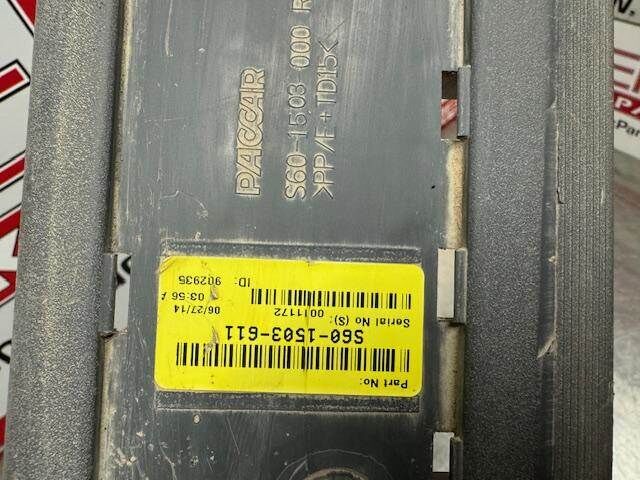 PACCAR
S60-1503 000 R
>PP/E+TD15<
Part No:
S60-1503-611
Serial No (S): 0011172
06/27/14 03:56 A
ID: 902935